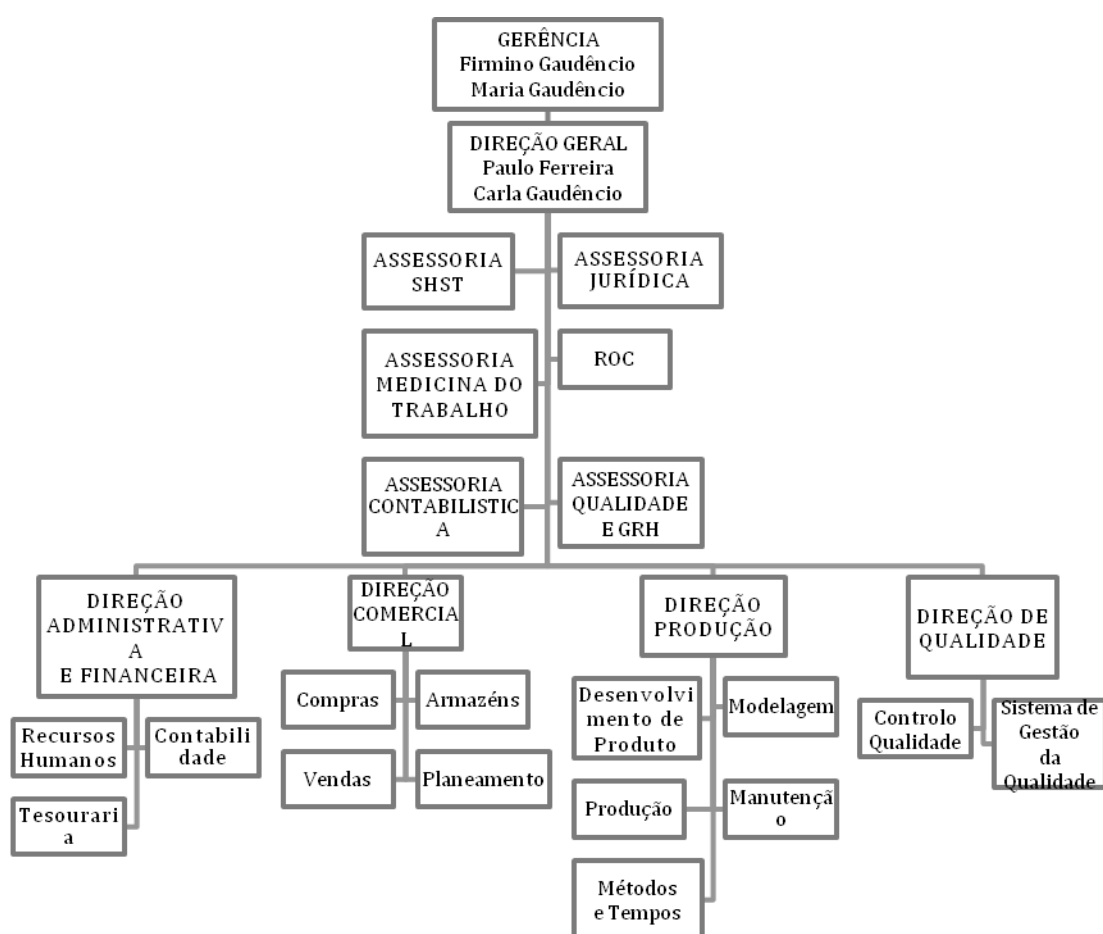 GERÊNCIA
Firmino Gaudêncio
Maria Gaudêncio
DIREÇÃO GERAL
Paulo Ferreira
Carla Gaudêncio
ASSESSORIA
SHST
ASSESSORIA
JURÍDICA
ASSESSORIA
MEDICINA DO
TRABALHO
ROC
ASSESSORIA
CONTABILISTIC
A
ASSESSORIA
QUALIDADE
E GRH
DIREÇÃO
ADMINISTRATIV
A
E FINANCEIRA
DIREÇÃO
COMERCIA
L
DIREÇÃO
PRODUÇÃO
DIREÇÃO DE
QUALIDADE
Recursos
Humanos
Contabili
dade
Tesourari
a
Compras
Armazéns
Vendas
Planeamento
Desenvolvi
mento de
Produto
Modelagem
Produção
Manutençã
o
Métodos
e Tempos
Controlo
Qualidade
Sistema de
Gestão
da
Qualidade